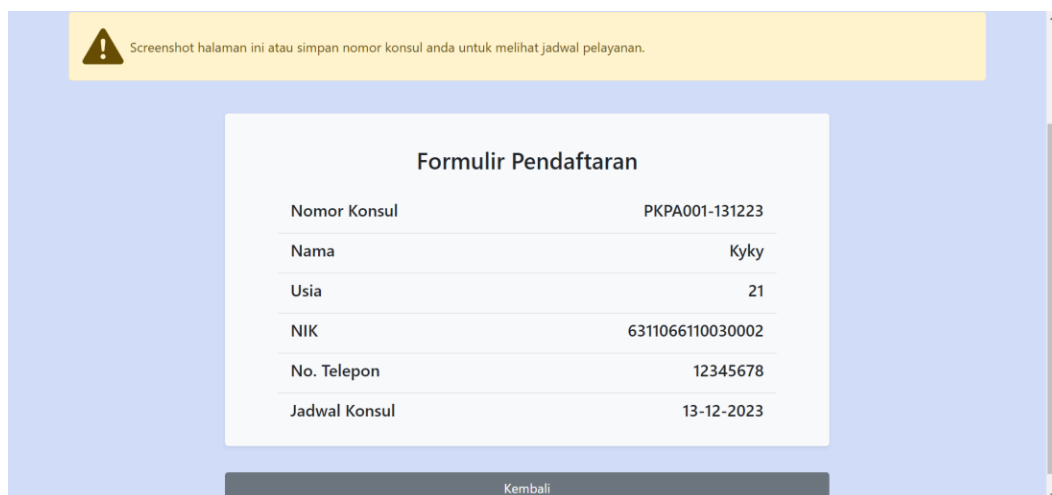 Screenshot halaman ini atau simpan nomor konsul anda untuk melihat jadwal pelayanan.
Formulir Pendaftaran
Nomor Konsul PKPA001-131223
Nama Kyky
Usia 21
NIK 6311066110030002
No. Telepon 12345678
Jadwal Konsul 13-12-2023
Kembali